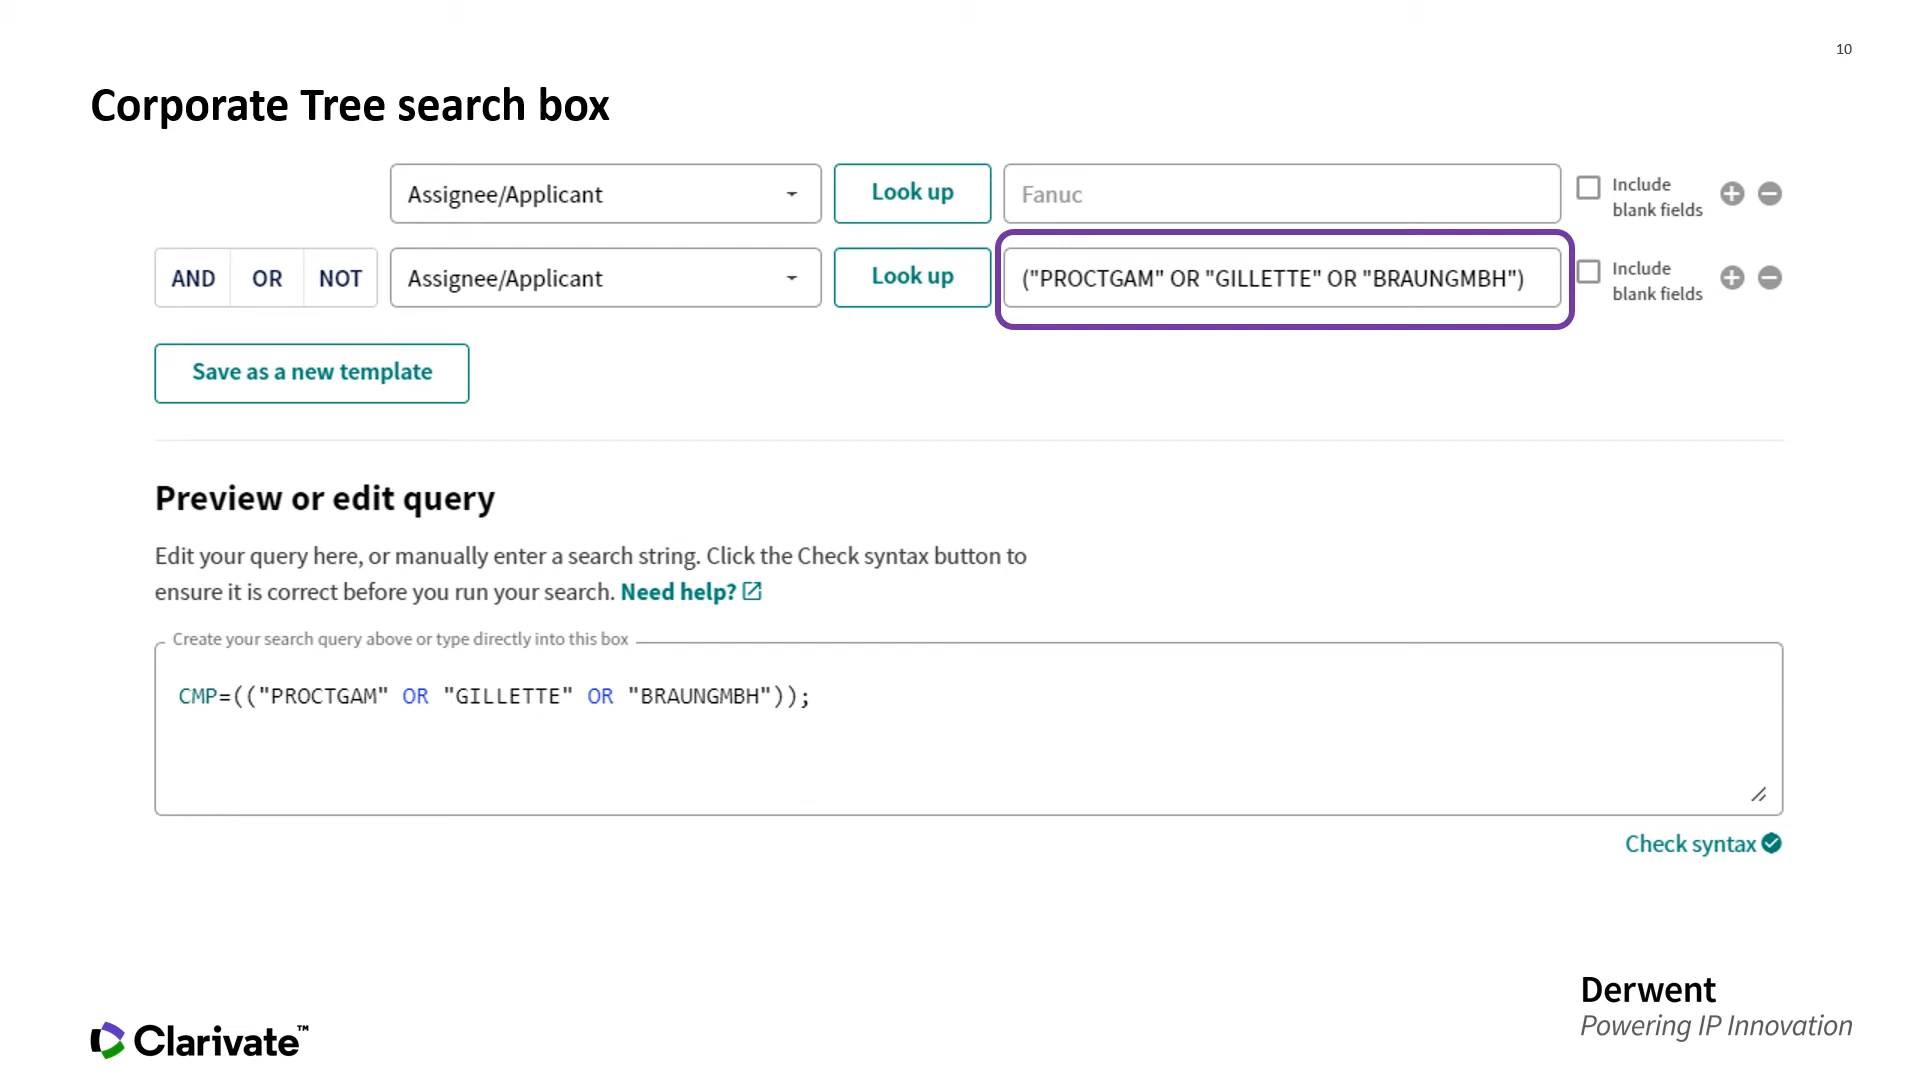 10
Corporate Tree search box
Assignee/Applicant
Look up
Fanuc
Include
blank fields
AND OR NOT
Assignee/Applicant
Look up
("PROCTGAM" OR "GILLETTE" OR "BRAUNGMBH")
Include
blank fields
Save as a new template
Preview or edit query
Edit your query here, or manually enter a search string. Click the Check syntax button to
ensure it is correct before you run your search. Need help?
Create your search query above or type directly into this box
CMP=(("PROCTGAM" OR "GILLETTE" OR "BRAUNGMBH"));
Check syntax
Derwent
Powering IP Innovation
Clarivate™